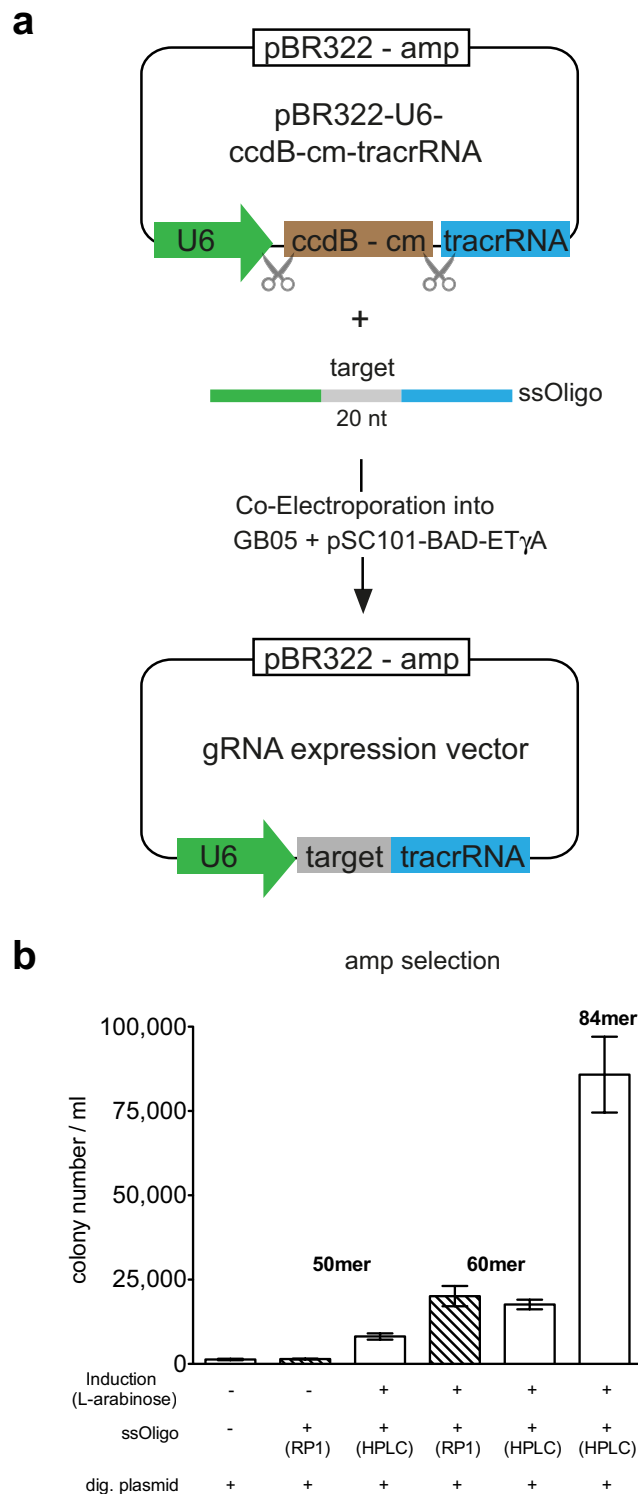 a
pBR322 - amp
pBR322-U6-
ccdB-cm-tracrRNA
U6 ccdB - cm tracrRNA
+
target
ssOligo
20 nt
Co-Electroporation into
GB05 + pSC101-BAD-ETγA
pBR322 - amp
gRNA expression vector
U6 target tracrRNA
b
amp selection
84mer
100,000
75,000
50,000
50mer 60mer
25,000
0
colony number / ml
Induction (L-arabinose) - - + + + +
ssOligo - + (RP1) + (HPLC) + (RP1) + (HPLC) + (HPLC)
dig. plasmid + + + + + +